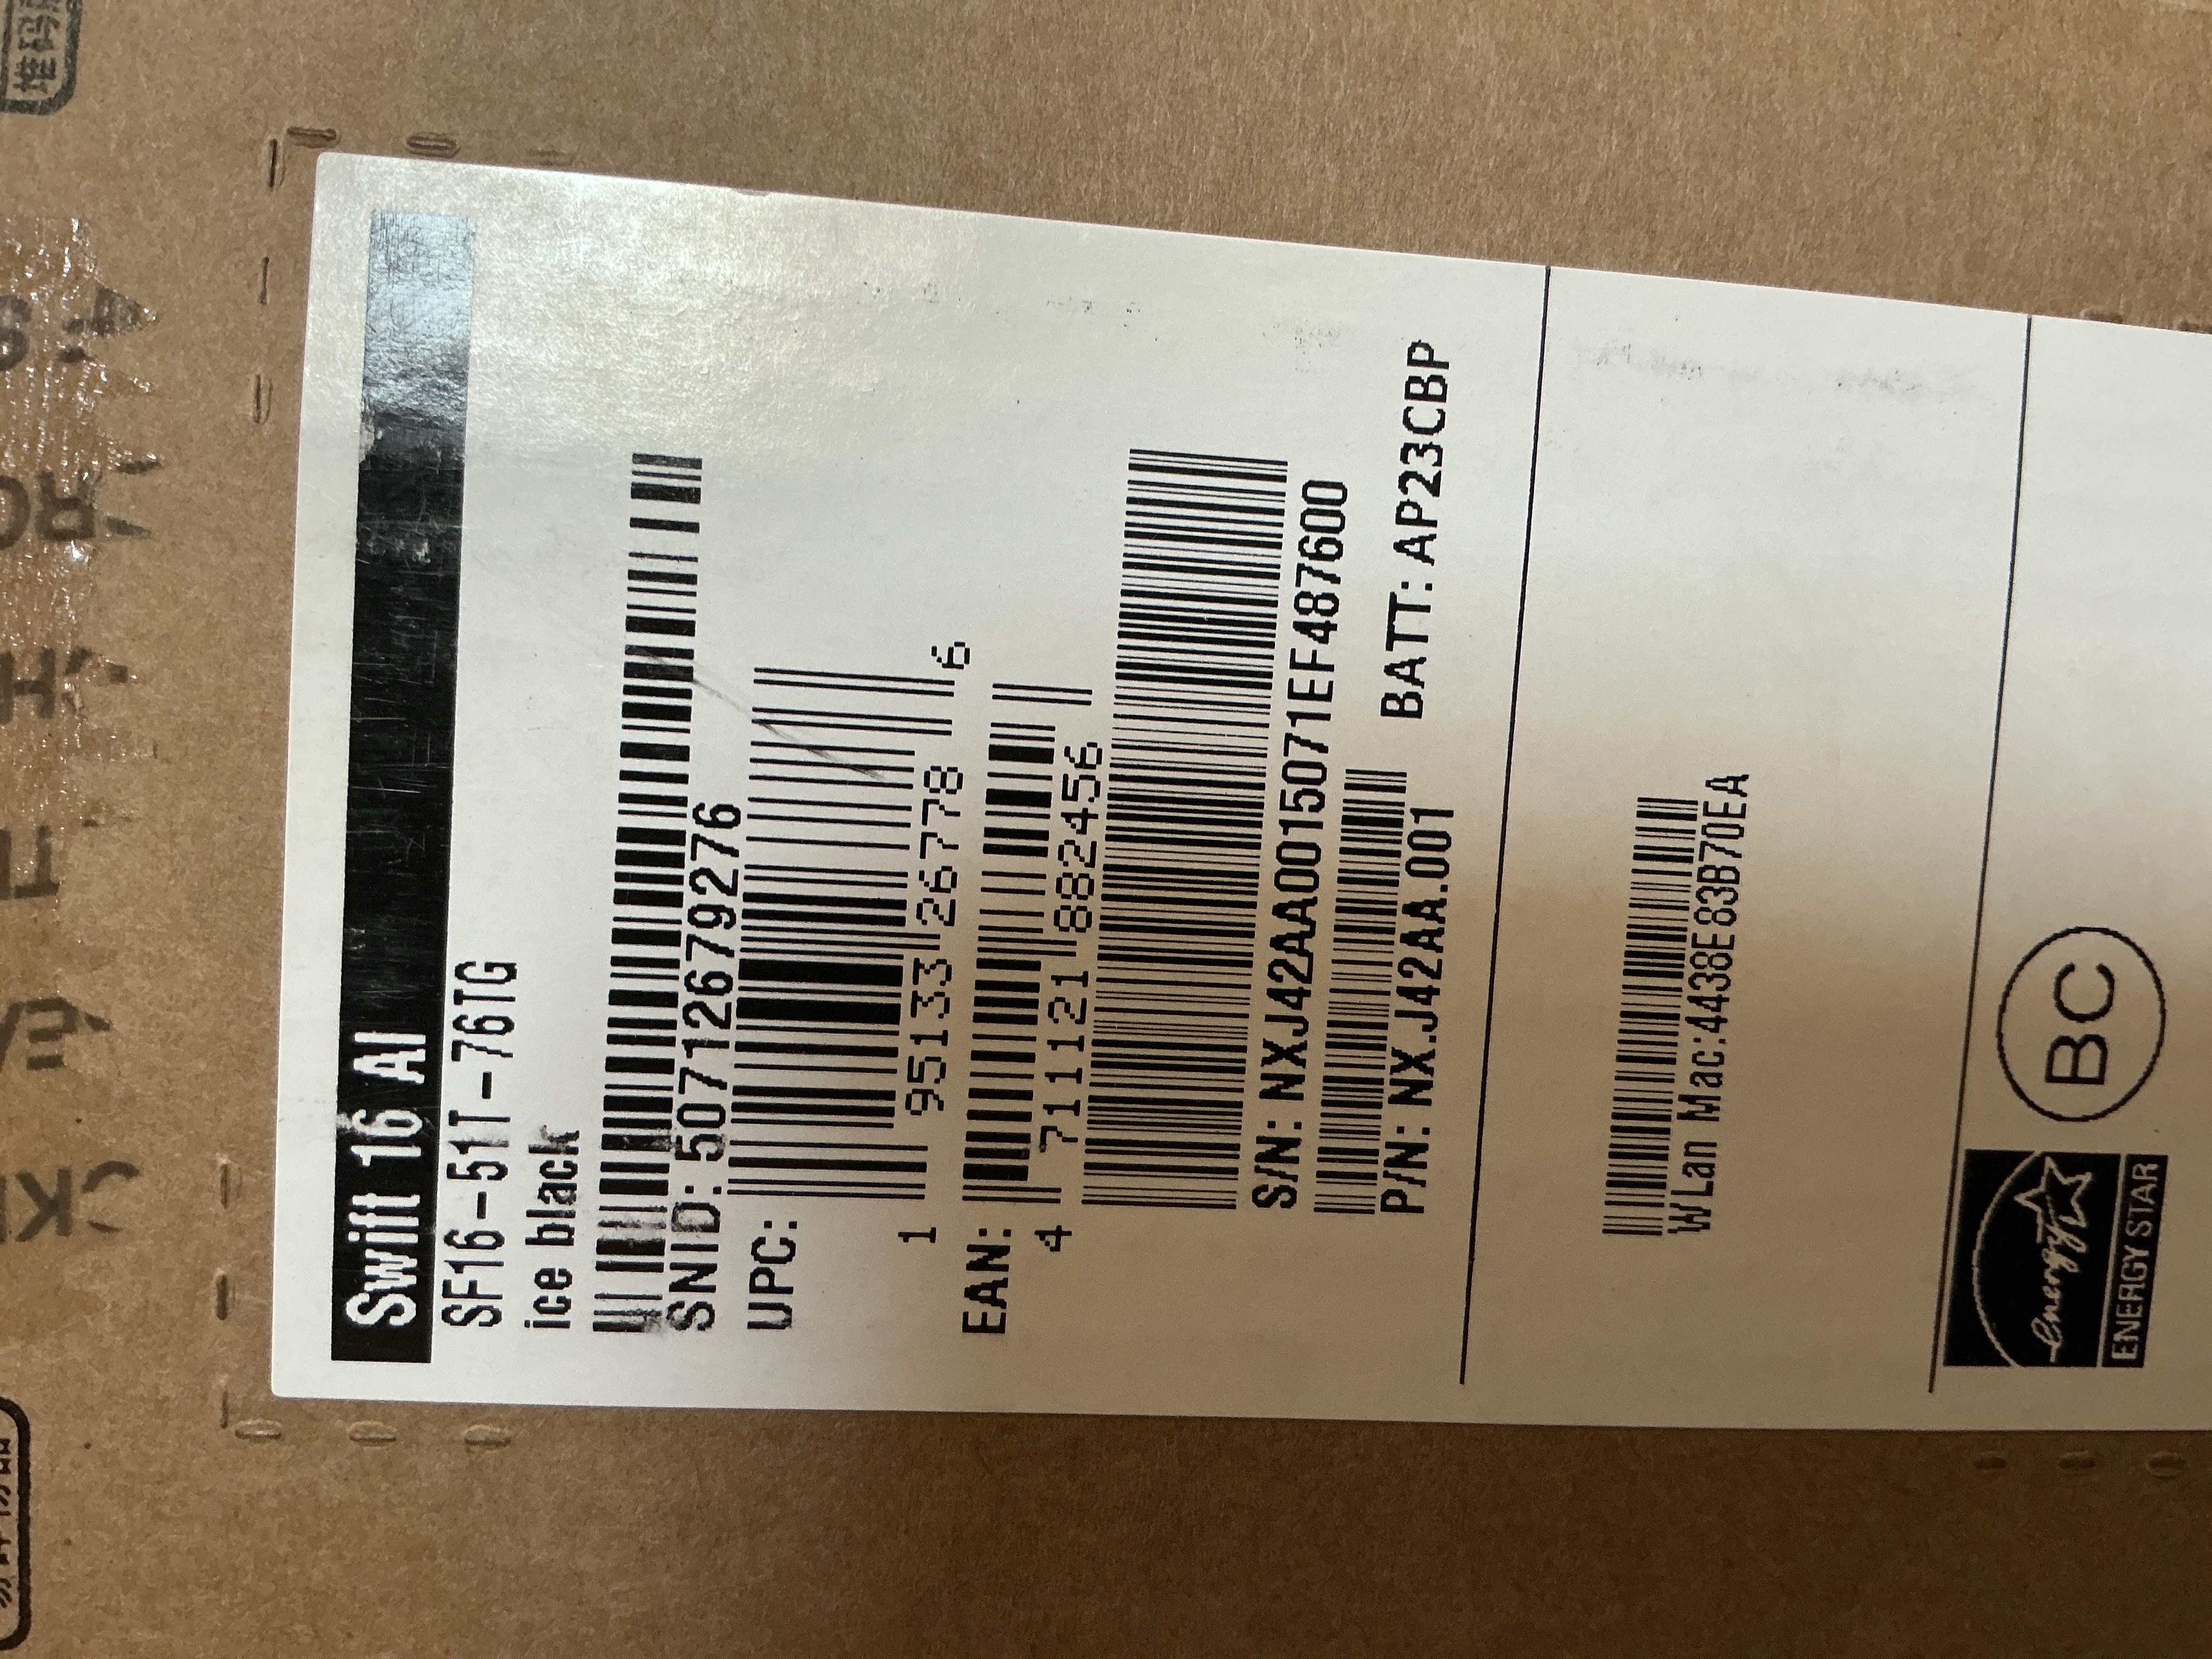 Swift 16 AI
SF16-51T-76TG
ice black
SNID: 50712679276
UPC:
1 95133 26778 6
EAN:
4 711121 882456
S/N: NXJ42AA0015071EF487600
P/N: NX.J42AA.001 BATT: AP23CBP
WLan Mac:4438E83B70EA
energy
ENERGY STAR
BC